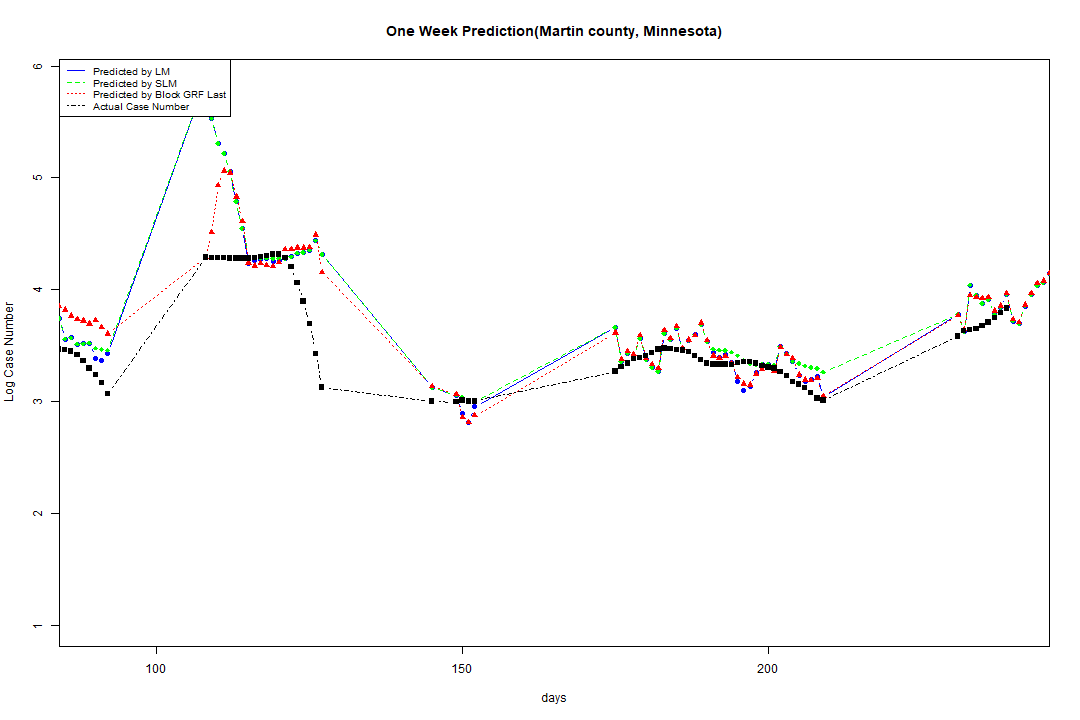 One Week Prediction(Martin county, Minnesota)
Predicted by LM
Predicted by SLM
Predicted by Block GRF Last
Actual Case Number
6
5
4
3
2
1
Log Case Number
100
150
200
days